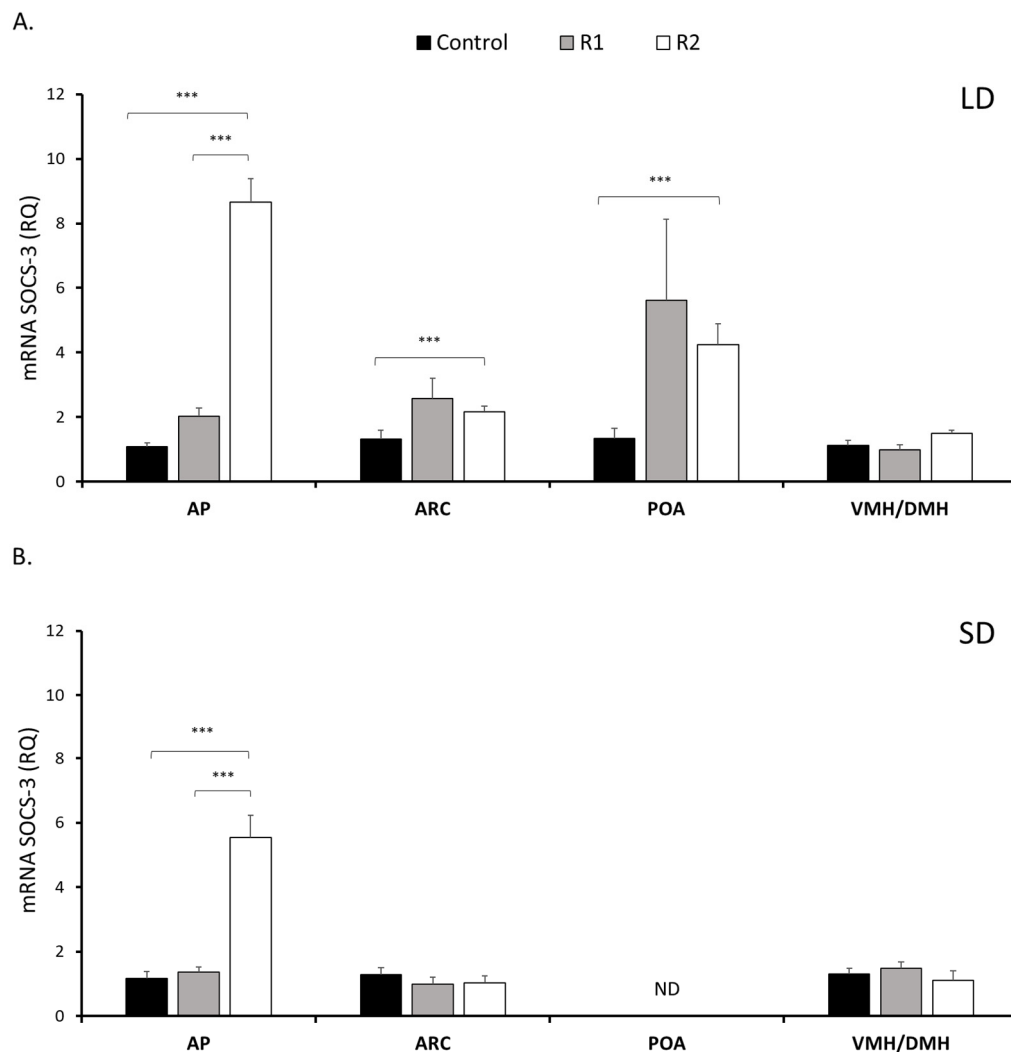 A.
Control R1 R2
LD
mRNA SOCS-3 (RQ)
12
10
8
6
4
2
0
***
***
***
***
AP ARC POA VMH/DMH
B.
SD
mRNA SOCS-3 (RQ)
12
10
8
6
4
2
0
***
***
ND
AP ARC POA VMH/DMH